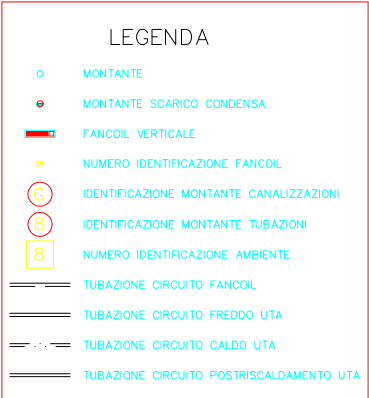 LEGENDA
MONTANTE
MONTANTE SCARICO CONDENSA
FANCOIL VERTICALE
NUMERO IDENTIFICAZIONE FANCOIL
G IDENTIFICAZIONE MONTANTE CANALIZZAZIONI
8 IDENTIFICAZIONE MONTANTE TUBAZIONI
8 NUMERO IDENTIFICAZIONE AMBIENTE
TUBAZIONE CIRCUITO FANCOIL
TUBAZIONE CIRCUITO FREDDO UTA
TUBAZIONE CIRCUITO CALDO UTA
TUBAZIONE CIRCUITO POSTRISCALDAMENTO UTA